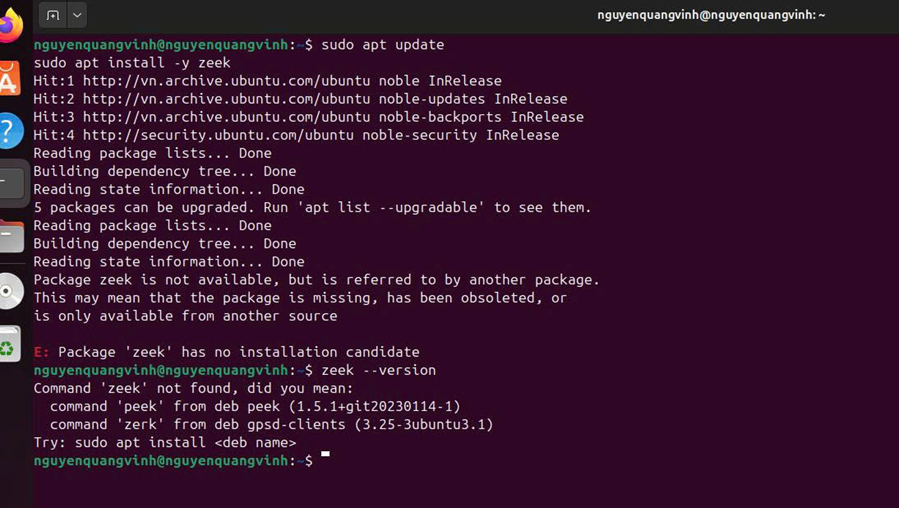 nguyenquangvinh@nguyenquangvinh: ~
nguyenquangvinh@nguyenquangvinh:~$ sudo apt update
sudo apt install -y zeek
Hit:1 http://vn.archive.ubuntu.com/ubuntu noble InRelease
Hit:2 http://vn.archive.ubuntu.com/ubuntu noble-updates InRelease
Hit:3 http://vn.archive.ubuntu.com/ubuntu noble-backports InRelease
Hit:4 http://security.ubuntu.com/ubuntu noble-security InRelease
Reading package lists... Done
Building dependency tree... Done
Reading state information... Done
5 packages can be upgraded. Run 'apt list --upgradable' to see them.
Reading package lists... Done
Building dependency tree... Done
Reading state information... Done
Package zeek is not available, but is referred to by another package.
This may mean that the package is missing, has been obsoleted, or
is only available from another source
E: Package 'zeek' has no installation candidate
nguyenquangvinh@nguyenquangvinh:~$ zeek --version
Command 'zeek' not found, did you mean:
command 'peek' from deb peek (1.5.1+git20230114-1)
command 'zerk' from deb gpsd-clients (3.25-3ubuntu3.1)
Try: sudo apt install <deb name>
nguyenquangvinh@nguyenquangvinh:~$